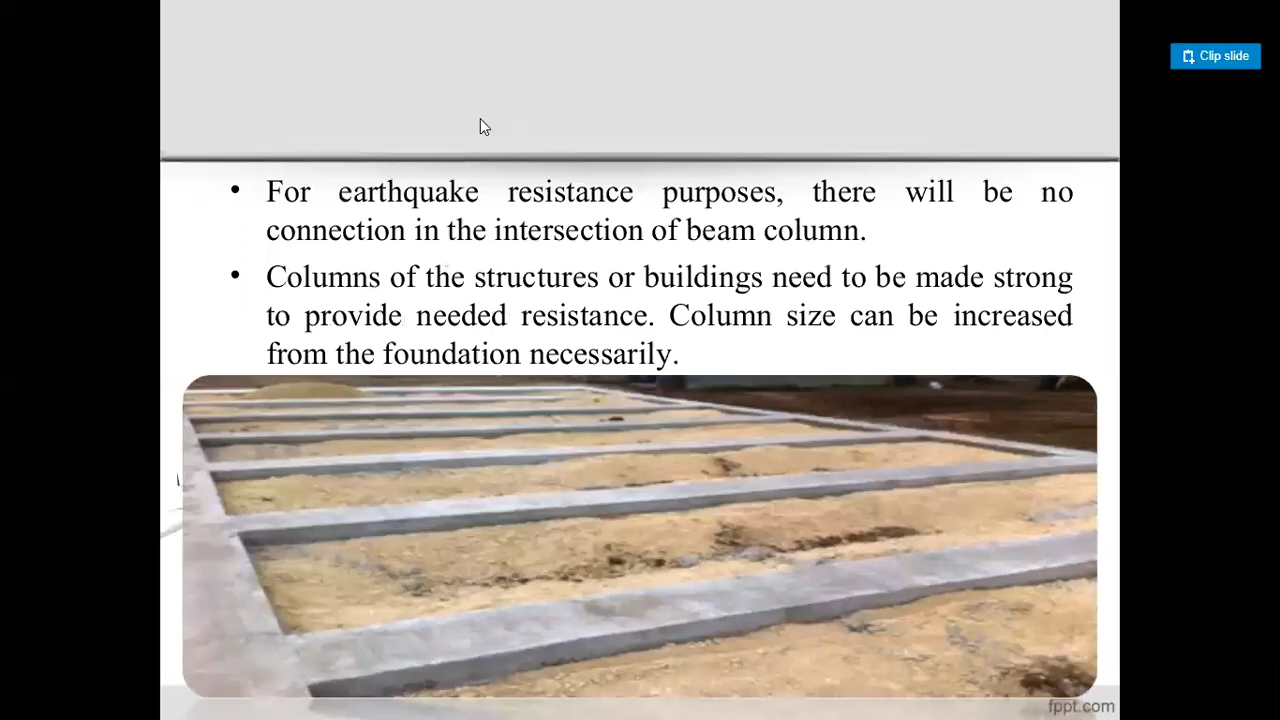 Clip slide
• For earthquake resistance purposes, there will be no
connection in the intersection of beam column.
• Columns of the structures or buildings need to be made strong
to provide needed resistance. Column size can be increased
from the foundation necessarily.
fppt.com